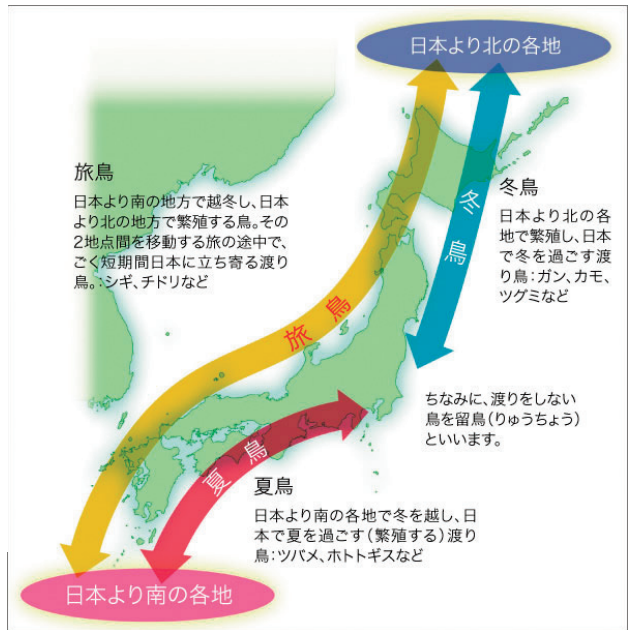 日本より北の各地
旅鳥
日本より南の地方で越冬し、日本
より北の地方で繁殖する鳥。その
2地点間を移動する旅の途中で、
ごく短期間日本に立ち寄る渡り
鳥。：シギ、チドリなど
冬鳥
冬鳥
日本より北の各
地で繁殖し、日本
で冬を過ごす渡
り鳥：ガン、カモ、
ツグミなど
旅鳥
ちなみに、渡りをしない
鳥を留鳥（りゅうちょう）
といいます。
夏鳥
夏鳥
日本より南の各地で冬を越し、日
本で夏を過ごす（繁殖する）渡り
鳥：ツバメ、ホトトギスなど
日本より南の各地